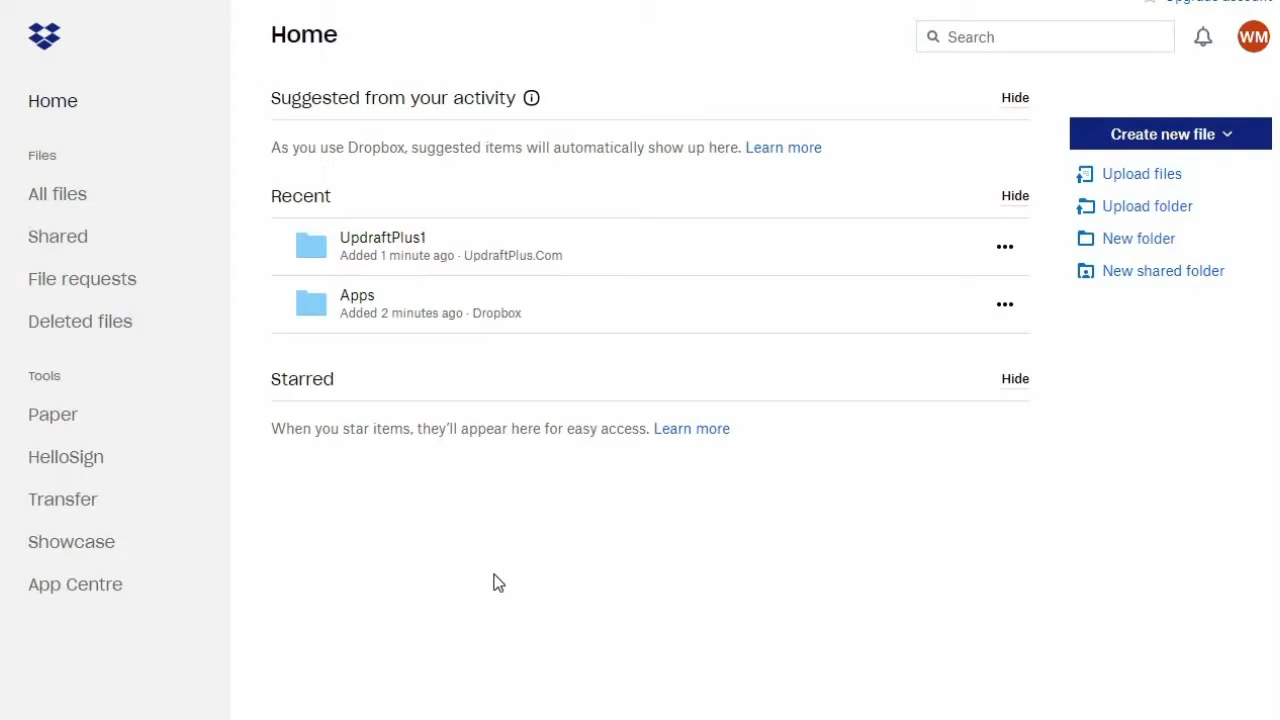 Upgrade account
Home
Search
WM
Home
Files
All files
Shared
File requests
Deleted files
Tools
Paper
HelloSign
Transfer
Showcase
App Centre
Suggested from your activity
Hide
As you use Dropbox, suggested items will automatically show up here. Learn more
Recent
Hide
UpdraftPlus1
Added 1 minute ago · UpdraftPlus.Com
Apps
Added 2 minutes ago · Dropbox
Starred
Hide
When you star items, they'll appear here for easy access. Learn more
Create new file
Upload files
Upload folder
New folder
New shared folder